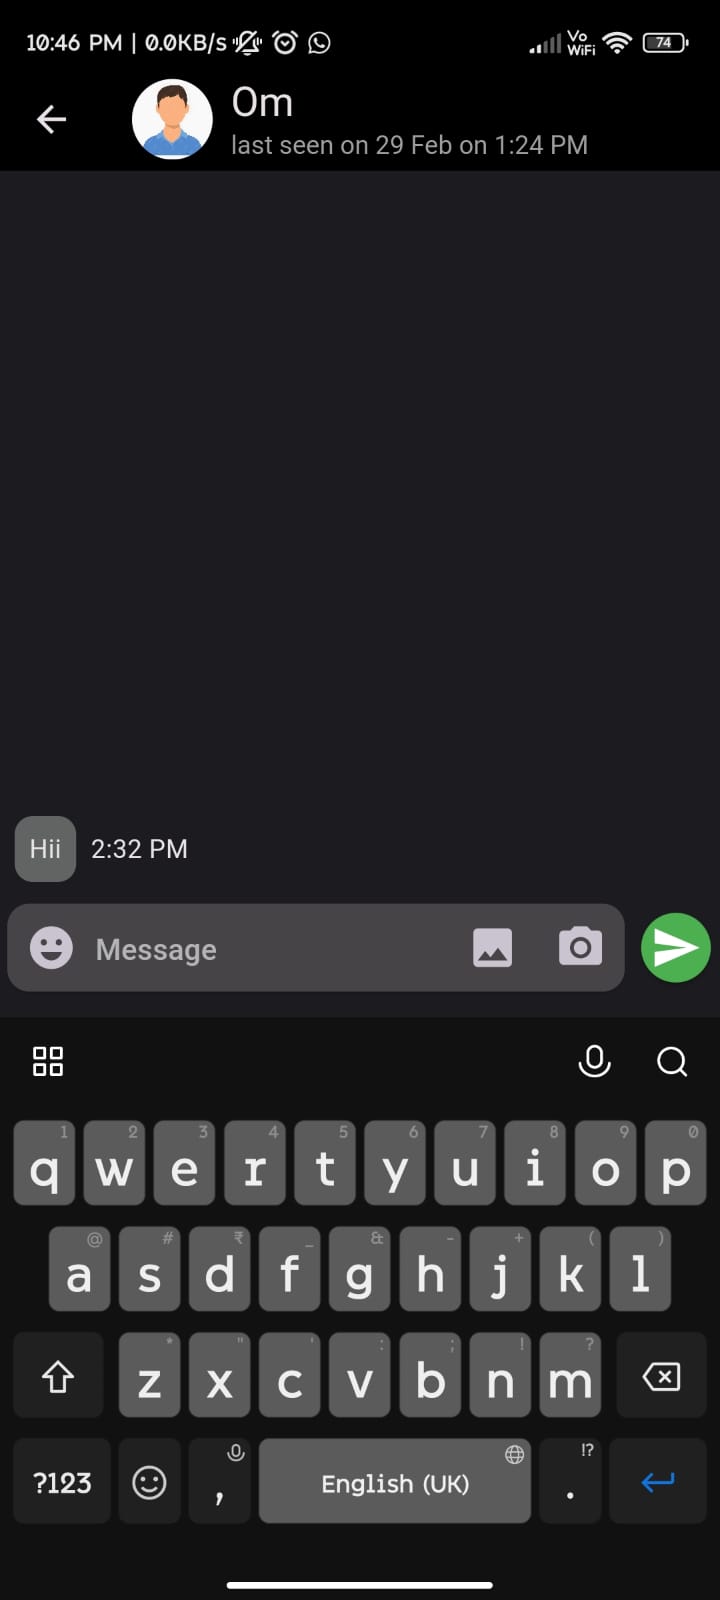 10:46 PM | 0.0KB/s Vo WiFi 74
Om
last seen on 29 Feb on 1:24 PM
Hii 2:32 PM
Message
1 2 3 4 5 6 7 8 9 0
q w e r t y u i o p
@ # ₹ _ & - + ( )
a s d f g h j k l
* " ' : ; ! ?
z x c v b n m
!?
?123 , English (UK) .